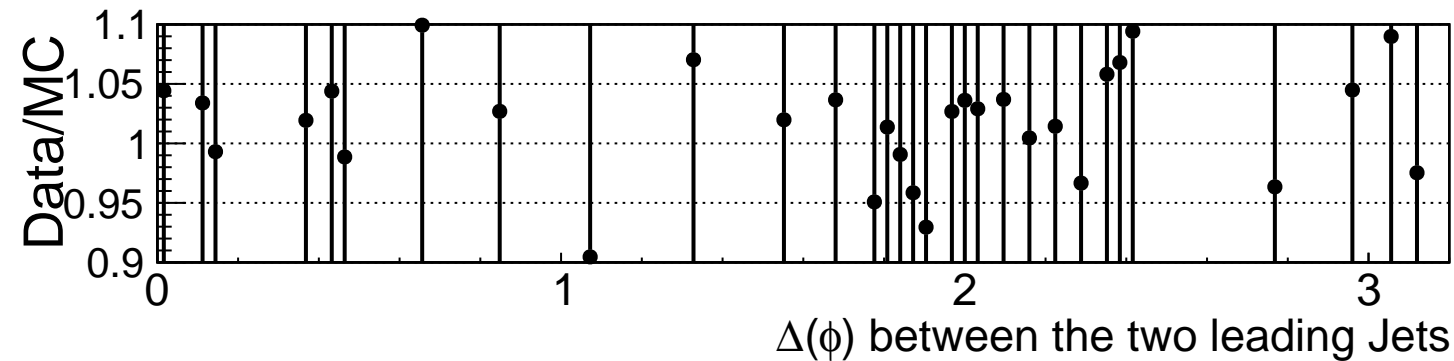 Data/MC
1.1
1.05
1
0.95
0.9
0 1 2 3
Δ(ϕ) between the two leading Jets